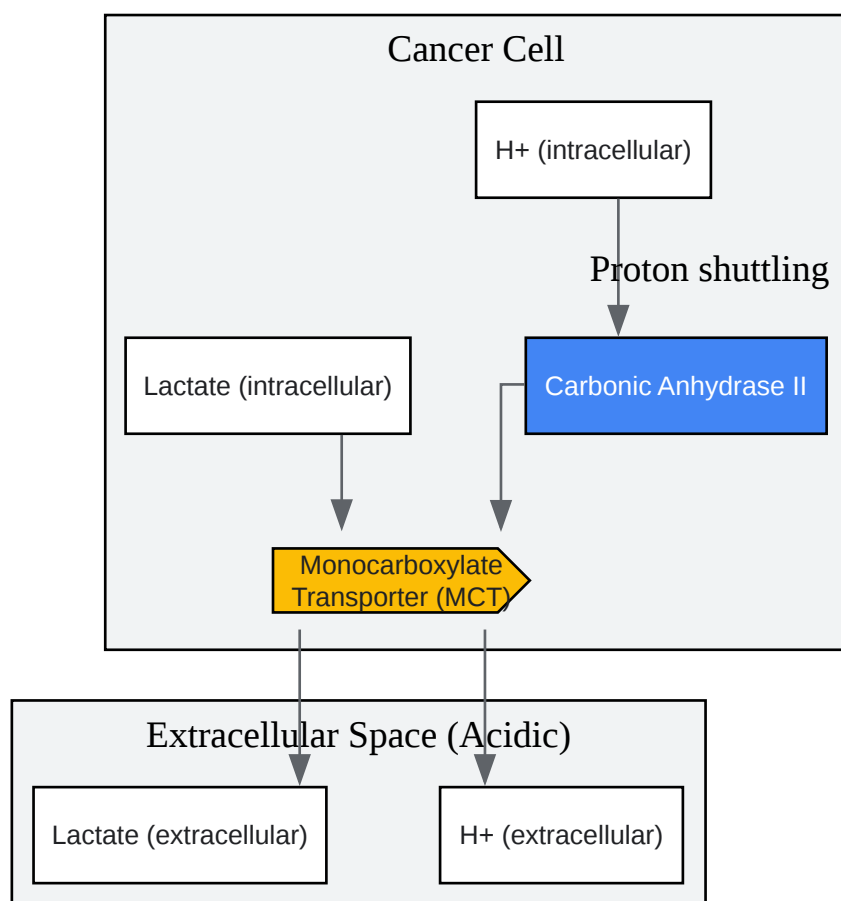 Cancer Cell
H+ (intracellular)
Proton shuttling
Lactate (intracellular)
Carbonic Anhydrase II
Monocarboxylate
Transporter (MCT)
Extracellular Space (Acidic)
Lactate (extracellular)
H+ (extracellular)